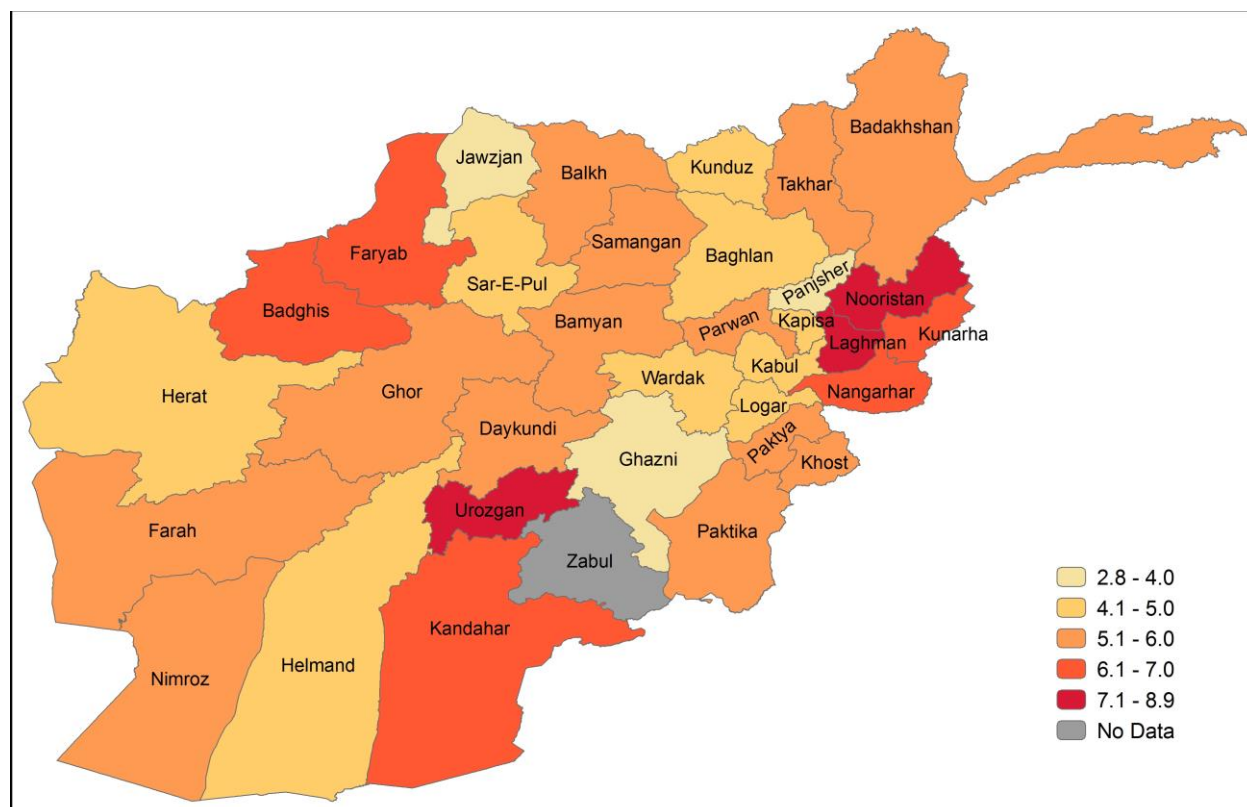 Badakhshan
Jawzjan
Balkh
Kunduz
Takhar
Faryab
Samangan
Baghlan
Sar-E-Pul
Panjsher
Nooristan
Badghis
Bamyan
Parwan
Kapisa
Kunarha
Laghman
Herat
Ghor
Wardak
Kabul
Nangarhar
Logar
Daykundi
Ghazni
Paktya
Khost
Urozgan
Farah
Paktika
Zabul
Kandahar
Helmand
Nimroz
2.8 - 4.0
4.1 - 5.0
5.1 - 6.0
6.1 - 7.0
7.1 - 8.9
No Data